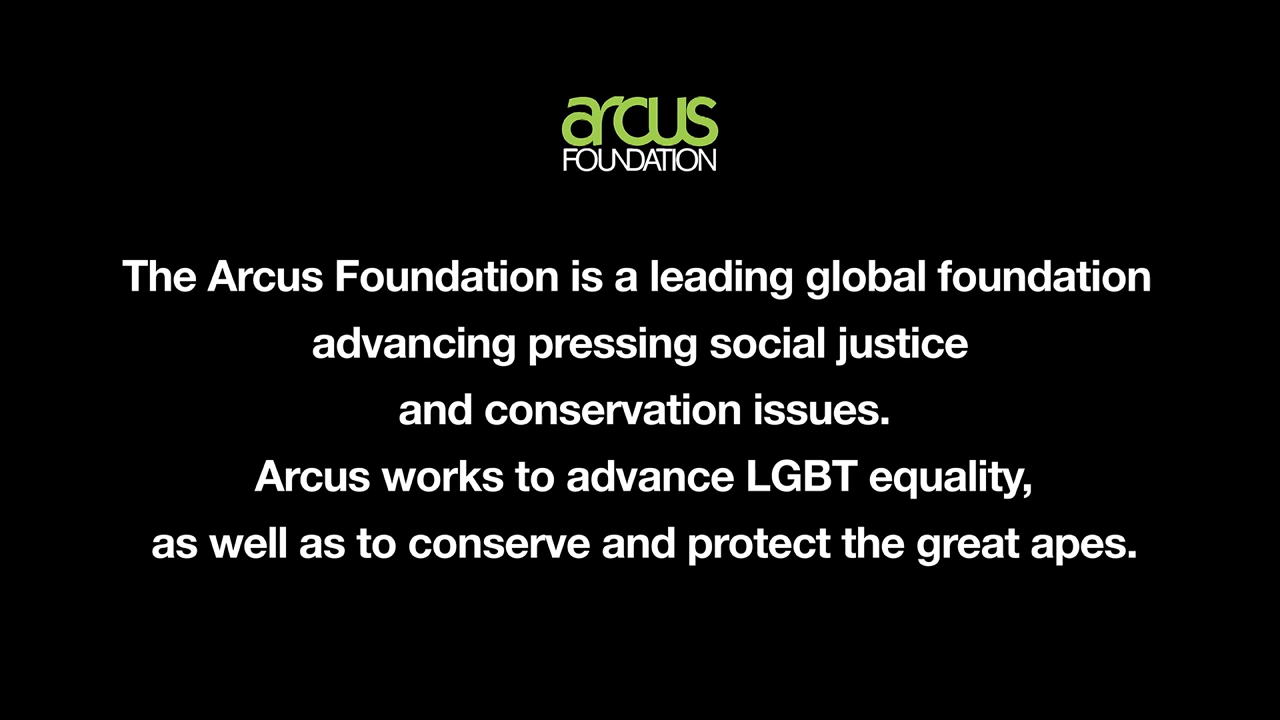 arcus
FOUNDATION
The Arcus Foundation is a leading global foundation
advancing pressing social justice
and conservation issues.
Arcus works to advance LGBT equality,
as well as to conserve and protect the great apes.